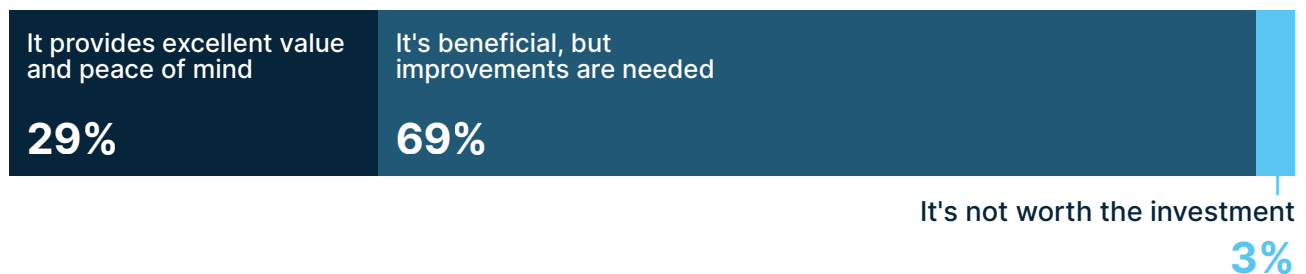 It provides excellent value
and peace of mind
29%
It's beneficial, but
improvements are needed
69%
It's not worth the investment
3%